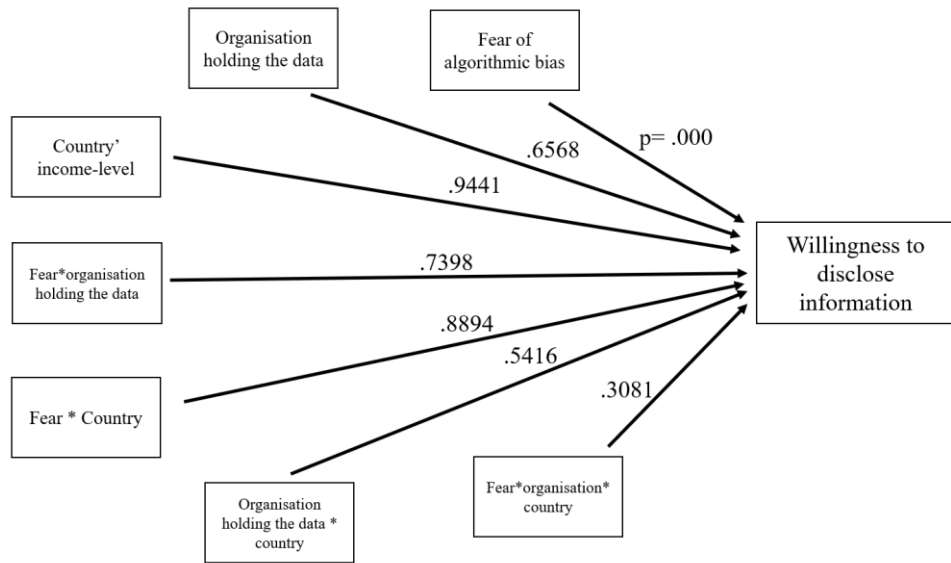 Organisation
holding the data
Fear of
algorithmic bias
p= .000
.6568
Country'
income-level
.9441
Willingness to
disclose
information
Fear*organisation
holding the data
.7398
.8894
.5416
.3081
Fear * Country
Organisation
holding the data *
country
Fear*organisation*
country